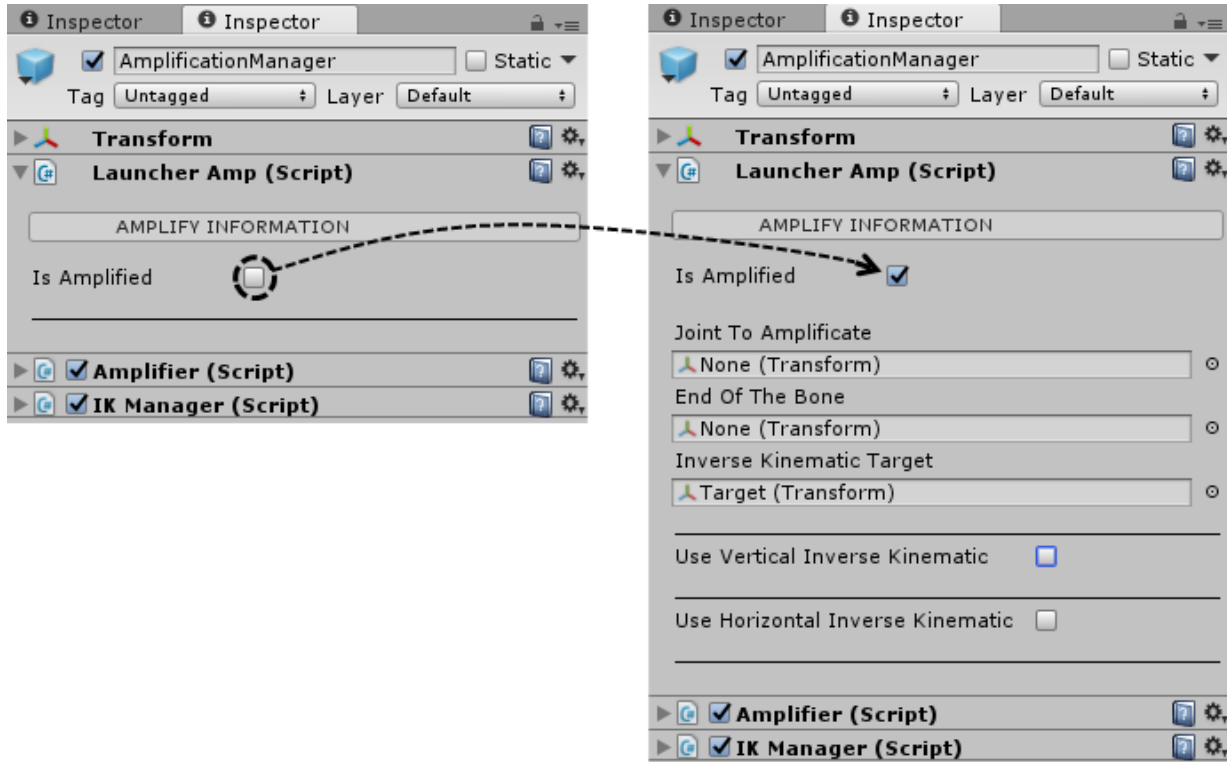 Inspector Inspector
AmplificationManager Static
Tag Untagged Layer Default
Transform
Launcher Amp (Script)
AMPLIFY INFORMATION
Is Amplified
Amplifier (Script)
IK Manager (Script)
Inspector Inspector
AmplificationManager Static
Tag Untagged Layer Default
Transform
Launcher Amp (Script)
AMPLIFY INFORMATION
Is Amplified
Joint To Amplificate
None (Transform)
End Of The Bone
None (Transform)
Inverse Kinematic Target
Target (Transform)
Use Vertical Inverse Kinematic
Use Horizontal Inverse Kinematic
Amplifier (Script)
IK Manager (Script)